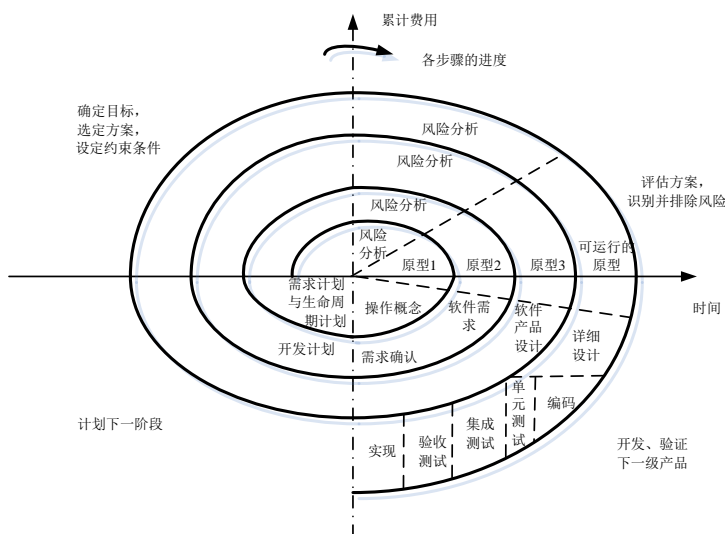 累计费用
各步骤的进度
确定目标，
选定方案，
设定约束条件
风险分析
风险分析
评估方案，
识别并排除风险
风险分析
风险
分析
可运行的
原型
原型1
原型2
原型3
时间
需求计划
与生命周
期计划
操作概念
软件需
求
软件
产品
设计
详细
设计
开发计划
需求确认
单
元
测
试
编码
计划下一阶段
实现
验收
测试
集成
测试
开发、验证
下一级产品